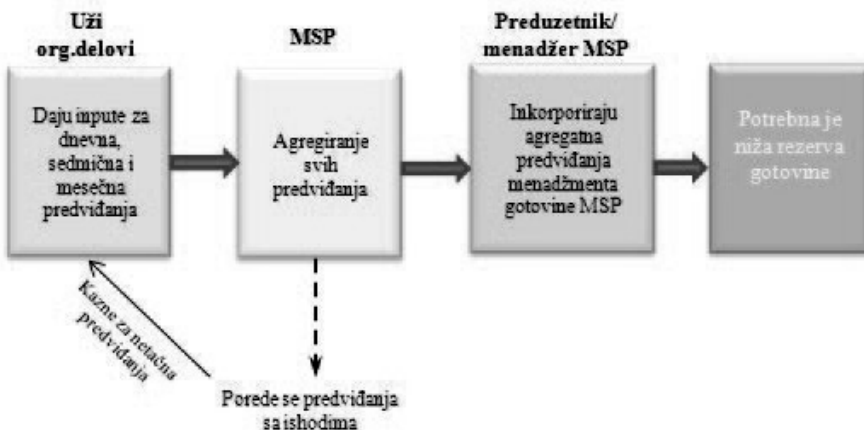 Uži
org.delovi
MSP
Preduzetnik/
menadžer MSP
Daju inpute za
dnevna,
sedmična i
mesečna
predviđanja
Agregiranje
svih
predviđanja
Inkorporiraju
agregatna
predviđanja
menadžmenta
gotovine MSP
Potrebna je
niža rezerva
gotovine
Kazne za netačna
predviđanja
Porede se predviđanja
sa ishodima